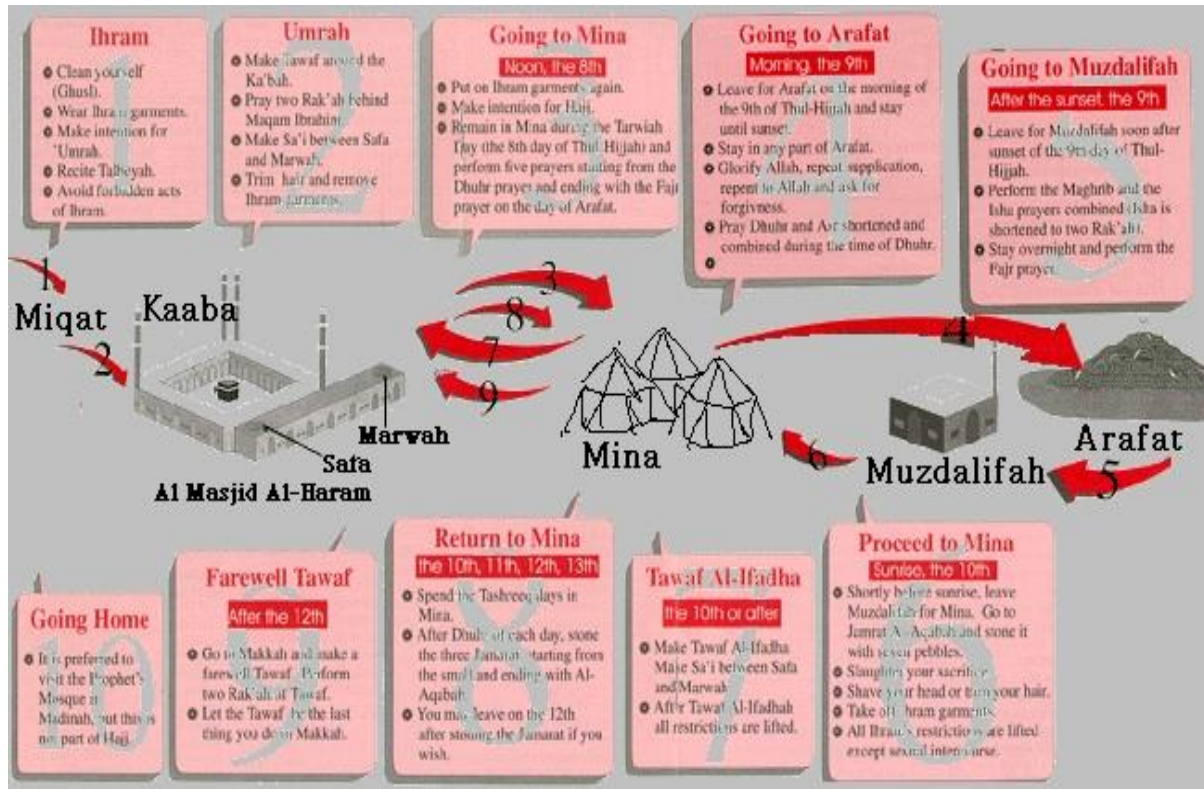 Ihram
Clean yourself
(Ghusl).
Wear Ihram garments.
Make intention for
'Umrah.
Recite Talbeyah.
Avoid forbidden acts
of Ihram.
1
Umrah
Make Tawaf around the
Ka'bah.
Pray two Rak'ah behind
Maqam Ibrahim.
Make Sa'i between Safa
and Marwah.
Trim hair and remove
Ihram garments.
2
Going to Mina
Noon, the 8th
Put on Ihram garments again.
Make intention for Hajj.
Remain in Mina during the Tarwiah
Day (the 8th day of Thul-Hijjah) and
perform five prayers starting from the
Dhuhr prayer and ending with the Fajr
prayer on the day of Arafat.
3
Going to Arafat
Morning, the 9th
Leave for Arafat on the morning of
the 9th of Thul-Hijjah and stay
until sunset.
Stay in any part of Arafat.
Glorify Allah, repeat supplication,
repent to Allah and ask for
forgivness.
Pray Dhuhr and Asr shortened and
combined during the time of Dhuhr.
4
Going to Muzdalifah
After the sunset, the 9th
Leave for Muzdalifah soon after
sunset of the 9th day of Thul-
Hijjah.
Perform the Maghrib and the
Isha prayers combined (Isha is
shortened to two Rak'ah).
Stay overnight and perform the
Fajr prayer.
5
1
Miqat
2
Kaaba
3
8
7
9
4
Marwah
Safa
Al Masjid Al-Haram
Mina
6
Muzdalifah
Arafat
5
Going Home
It is preferred to
visit the Prophet's
Mosque in
Madinah, but this is
not part of Hajj.
10
Farewell Tawaf
After the 12th
Go to Makkah and make a
farewell Tawaf. Perform
two Rak'ah of Tawaf.
Let the Tawaf be the last
thing you do in Makkah.
9
Return to Mina
the 10th, 11th, 12th, 13th
Spend the Tashreeq days in
Mina.
After Dhuhr of each day, stone
the three Jamarat starting from
the small and ending with Al-
Aqabah.
You may leave on the 12th
after stoning the Jamarat if you
wish.
8
Tawaf Al-Ifadha
the 10th or after
Make Tawaf Al-Ifadha
Make Sa'i between Safa
and Marwah
After Tawaf Al-Ifadhah
all restrictions are lifted.
7
Proceed to Mina
Sunrise, the 10th
Shortly before sunrise, leave
Muzdalifah for Mina. Go to
Jamrat Al-Aqabah and stone it
with seven pebbles.
Slaughter your sacrifice
Shave your head or trim your hair.
Take off Ihram garments.
All Ihram's restrictions are lifted
except sexual intercourse.
6